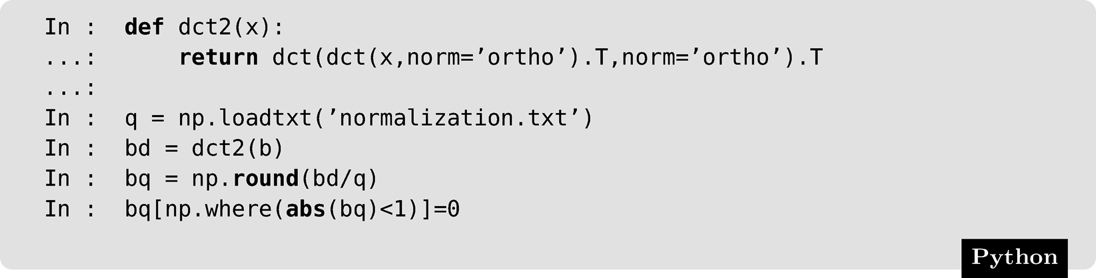 In :  def dct2(x):
...:      return dct(dct(x,norm=’ortho’).T,norm=’ortho’).T
...:
In :  q = np.loadtxt(’normalization.txt’)
In :  bd = dct2(b)
In :  bq = np.round(bd/q)
In :  bq[np.where(abs(bq)<1)]=0
Python